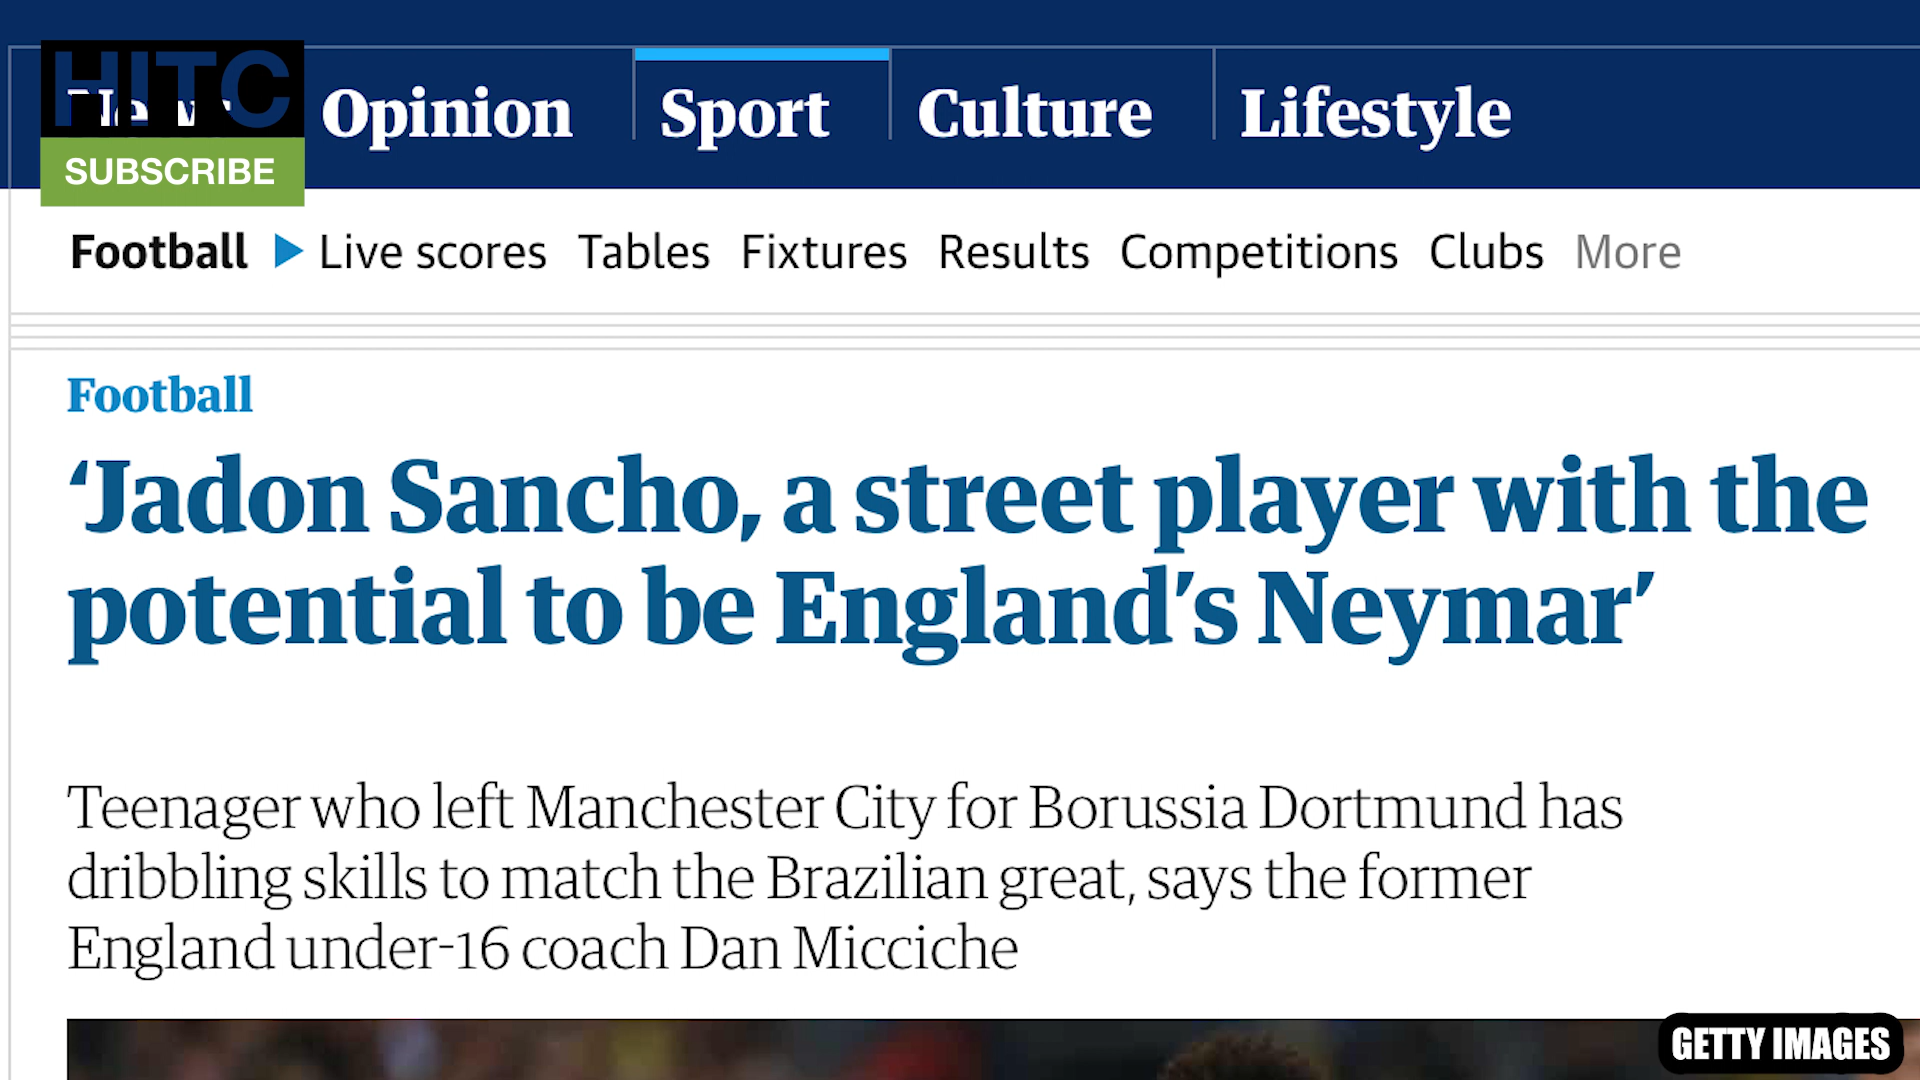 HITC
News Opinion Sport Culture Lifestyle
SUBSCRIBE
Football Live scores Tables Fixtures Results Competitions Clubs More
Football
‘Jadon Sancho, a street player with the
potential to be England’s Neymar’
Teenager who left Manchester City for Borussia Dortmund has
dribbling skills to match the Brazilian great, says the former
England under-16 coach Dan Micciche
GETTY IMAGES